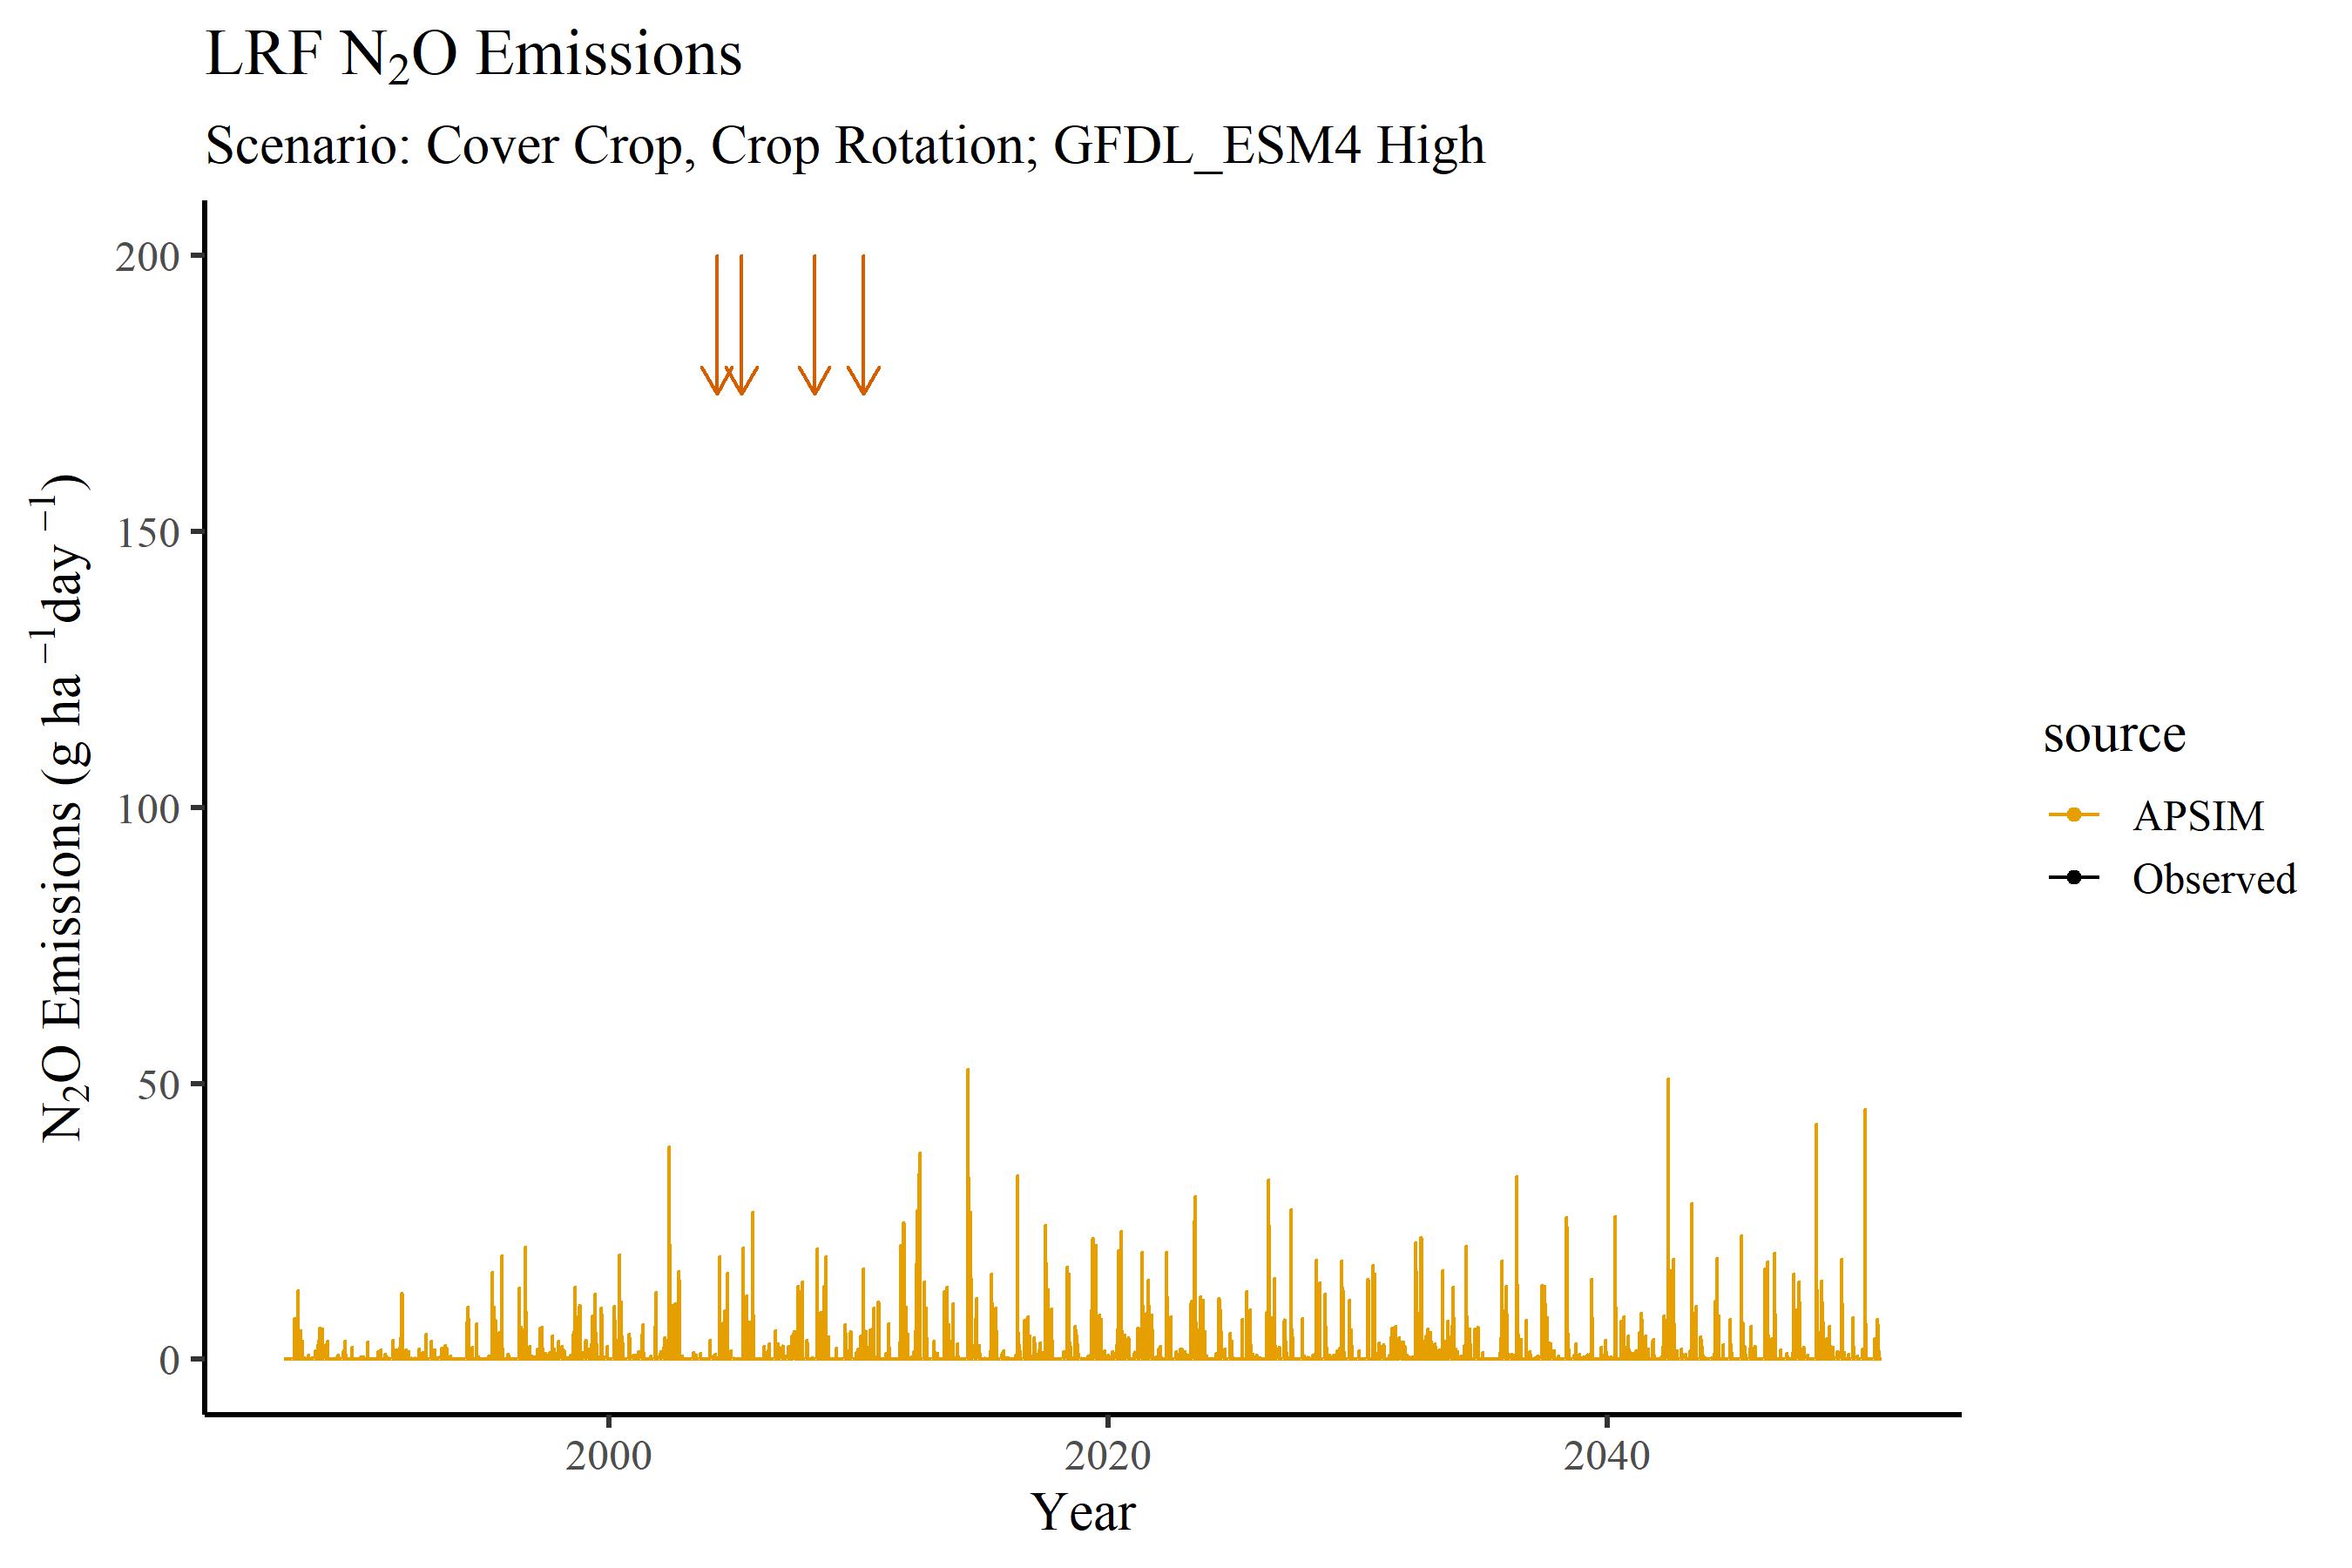 LRF N₂O Emissions
Scenario: Cover Crop, Crop Rotation; GFDL_ESM4 High
N₂O Emissions (g ha⁻¹day⁻¹)
200
150
100
50
0
2000
2020
2040
Year
source
APSIM
Observed